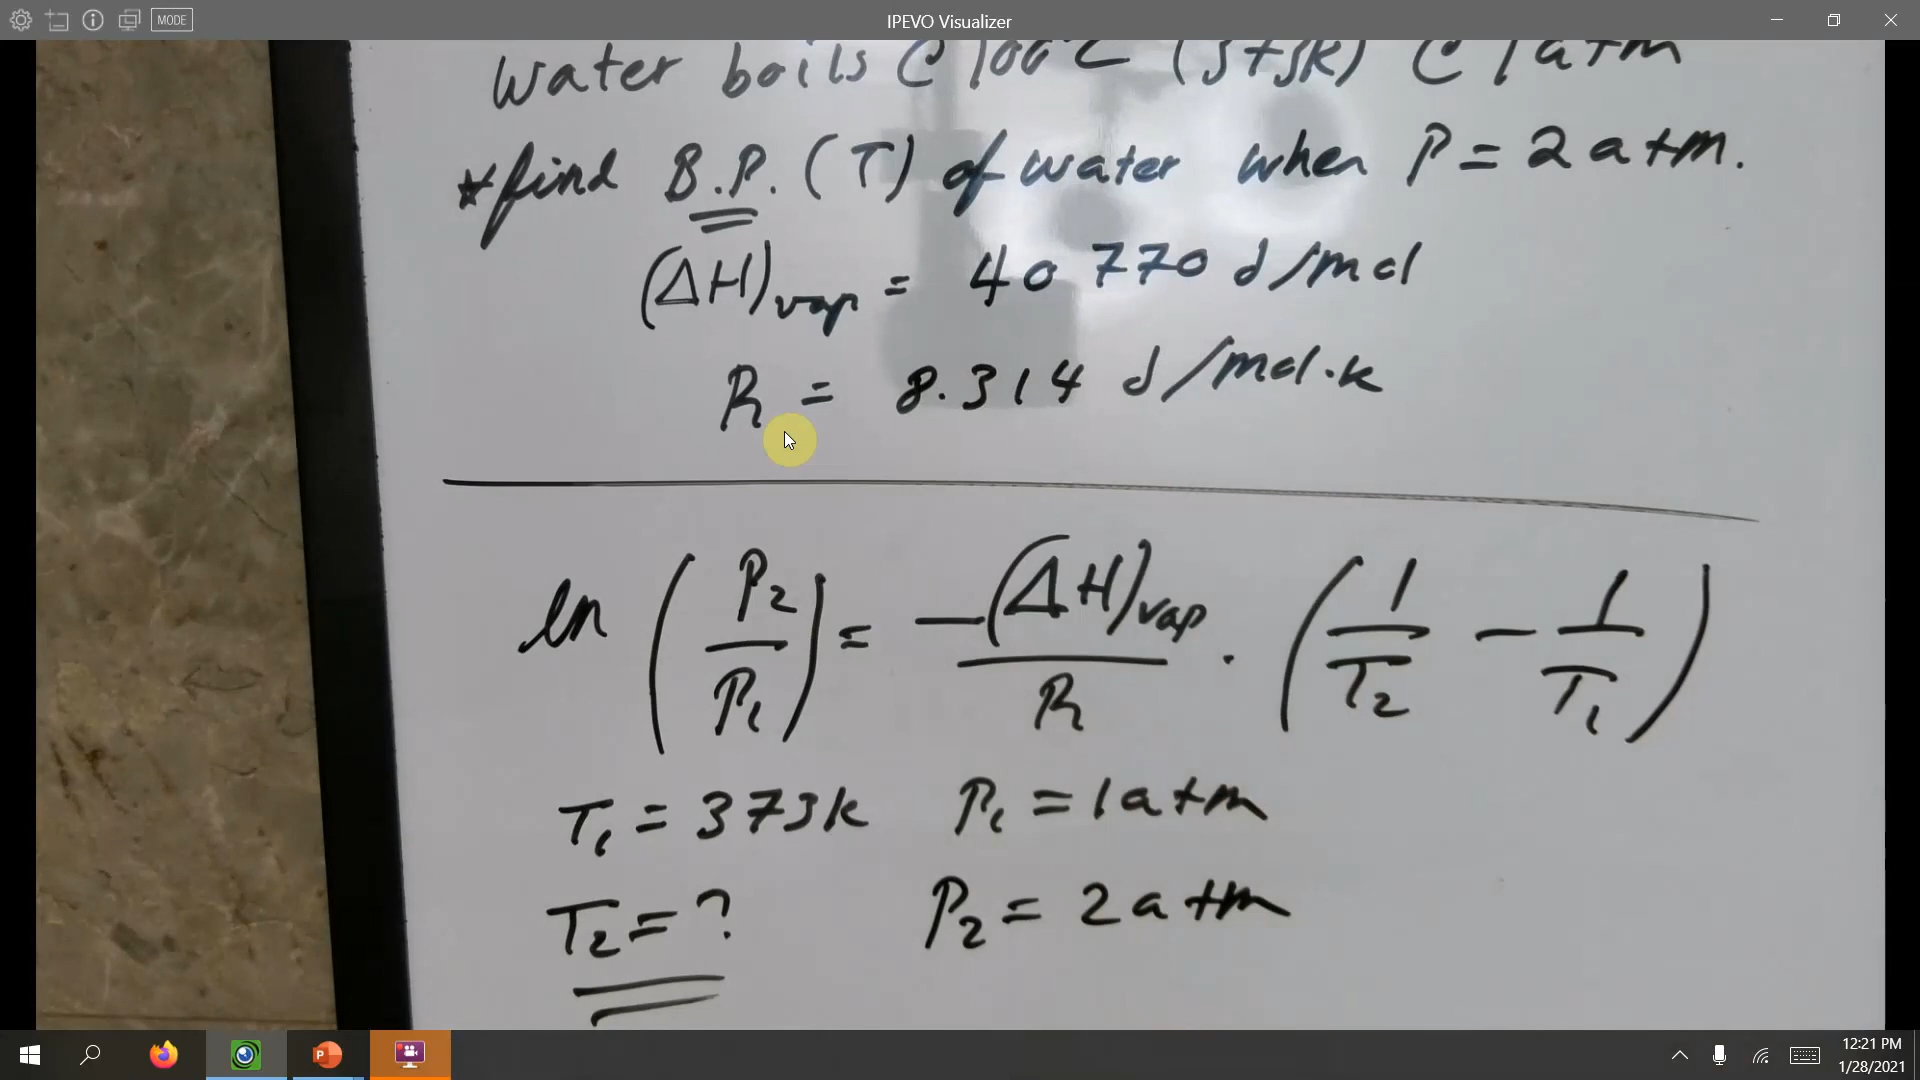 IPEVO Visualizer
MODE
water boils @ 100°C (373k) @ 1 atm
*find B.P. (T) of water when P = 2 atm.
(ΔH)vap = 40 770 J/mol
R = 8.314 J/mol.k
ln (P2/P1) = -(ΔH)vap/R . (1/T2 - 1/T1)
T1 = 373k P1 = 1 atm
T2 = ? P2 = 2 atm
12:21 PM
1/28/2021